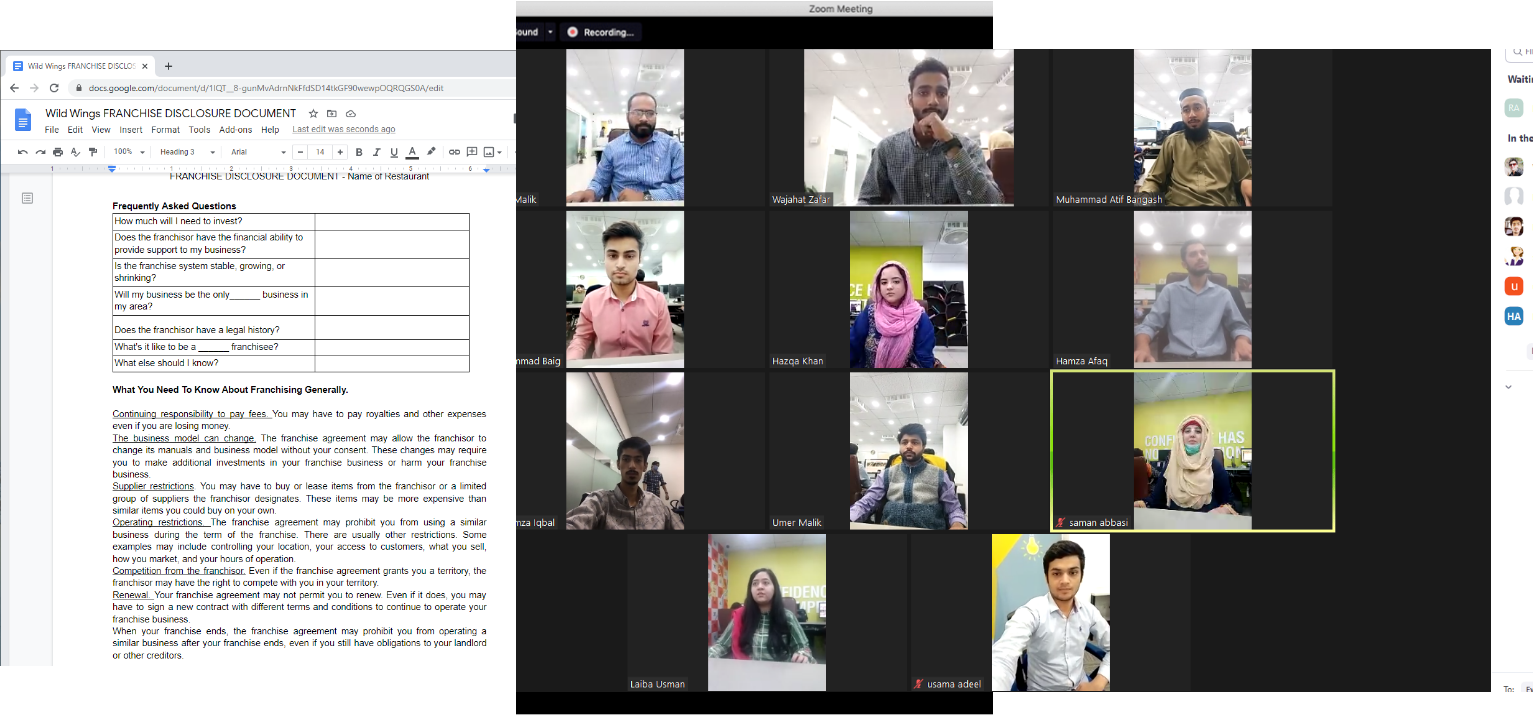 Zoom Meeting
ound
Recording...
Wild Wings FRANCHISE DISCLOS
docs.google.com/document/d/1IQT__8-gunMvAdrnNkFfdSD14tkGF90wewpOQRQGS0A/edit
Wild Wings FRANCHISE DISCLOSURE DOCUMENT
File Edit View Insert Format Tools Add-ons Help Last edit was seconds ago
100% Heading 3 Arial 14 B I U A
1 1 2 3 4 5 6
FRANCHISE DISCLOSURE DOCUMENT - Name of Restaurant
Frequently Asked Questions
How much will I need to invest?
Does the franchisor have the financial ability to
provide support to my business?
Is the franchise system stable, growing, or
shrinking?
Will my business be the only______ business in
my area?
Does the franchisor have a legal history?
What's it like to be a ______ franchisee?
What else should I know?
What You Need To Know About Franchising Generally.
Continuing responsibility to pay fees. You may have to pay royalties and other expenses
even if you are losing money.
The business model can change. The franchise agreement may allow the franchisor to
change its manuals and business model without your consent. These changes may require
you to make additional investments in your franchise business or harm your franchise
business.
Supplier restrictions. You may have to buy or lease items from the franchisor or a limited
group of suppliers the franchisor designates. These items may be more expensive than
similar items you could buy on your own.
Operating restrictions. The franchise agreement may prohibit you from using a similar
business during the term of the franchise. There are usually other restrictions. Some
examples may include controlling your location, your access to customers, what you sell,
how you market, and your hours of operation.
Competition from the franchisor. Even if the franchise agreement grants you a territory, the
franchisor may have the right to compete with you in your territory.
Renewal. Your franchise agreement may not permit you to renew. Even if it does, you may
have to sign a new contract with different terms and conditions to continue to operate your
franchise business.
When your franchise ends, the franchise agreement may prohibit you from operating a
similar business after your franchise ends, even if you still have obligations to your landlord
or other creditors.
Malik
Wajahat Zafar
Muhammad Atif Bangash
mmad Baig
Hazqa Khan
Hamza Afaq
mza Iqbal
Umer Malik
saman abbasi
Laiba Usman
usama adeel
Fi
Waitin
RA
In the
U
HA
To: